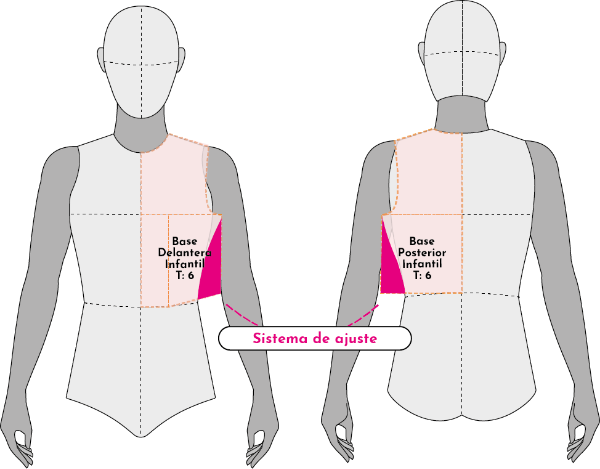 Base
Delantera
Infantil
T: 6
Base
Posterior
Infantil
T: 6
Sistema de ajuste